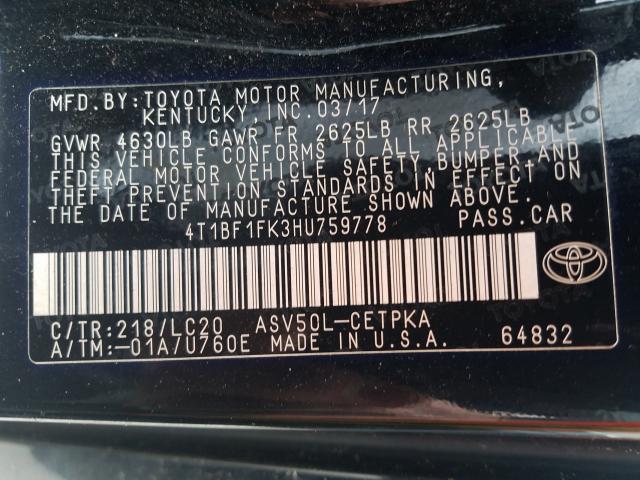 MFD.BY:TOYOTA MOTOR MANUFACTURING,
KENTUCKY,INC.03/17
GVWR 4630LB GAWR FR 2625LB RR 2625LB
THIS VEHICLE CONFORMS TO ALL APPLICABLE
FEDERAL MOTOR VEHICLE SAFETY,BUMPER,AND
THEFT PREVENTION STANDARDS IN EFFECT ON
THE DATE OF MANUFACTURE SHOWN ABOVE.
4T1BF1FK3HU759778 PASS.CAR
C/TR:218/LC20 ASV50L-CETPKA
A/TM:-01A/U760E MADE IN U.S.A. 64832